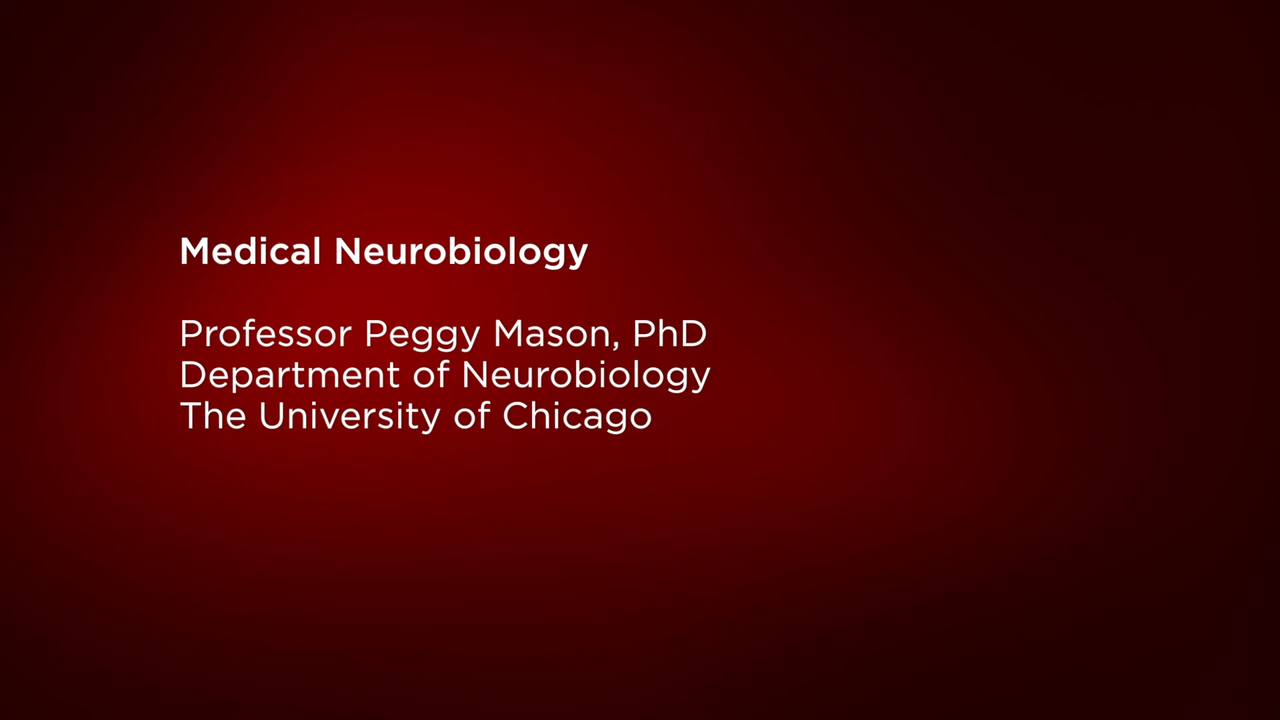 Medical Neurobiology
Professor Peggy Mason, PhD
Department of Neurobiology
The University of Chicago